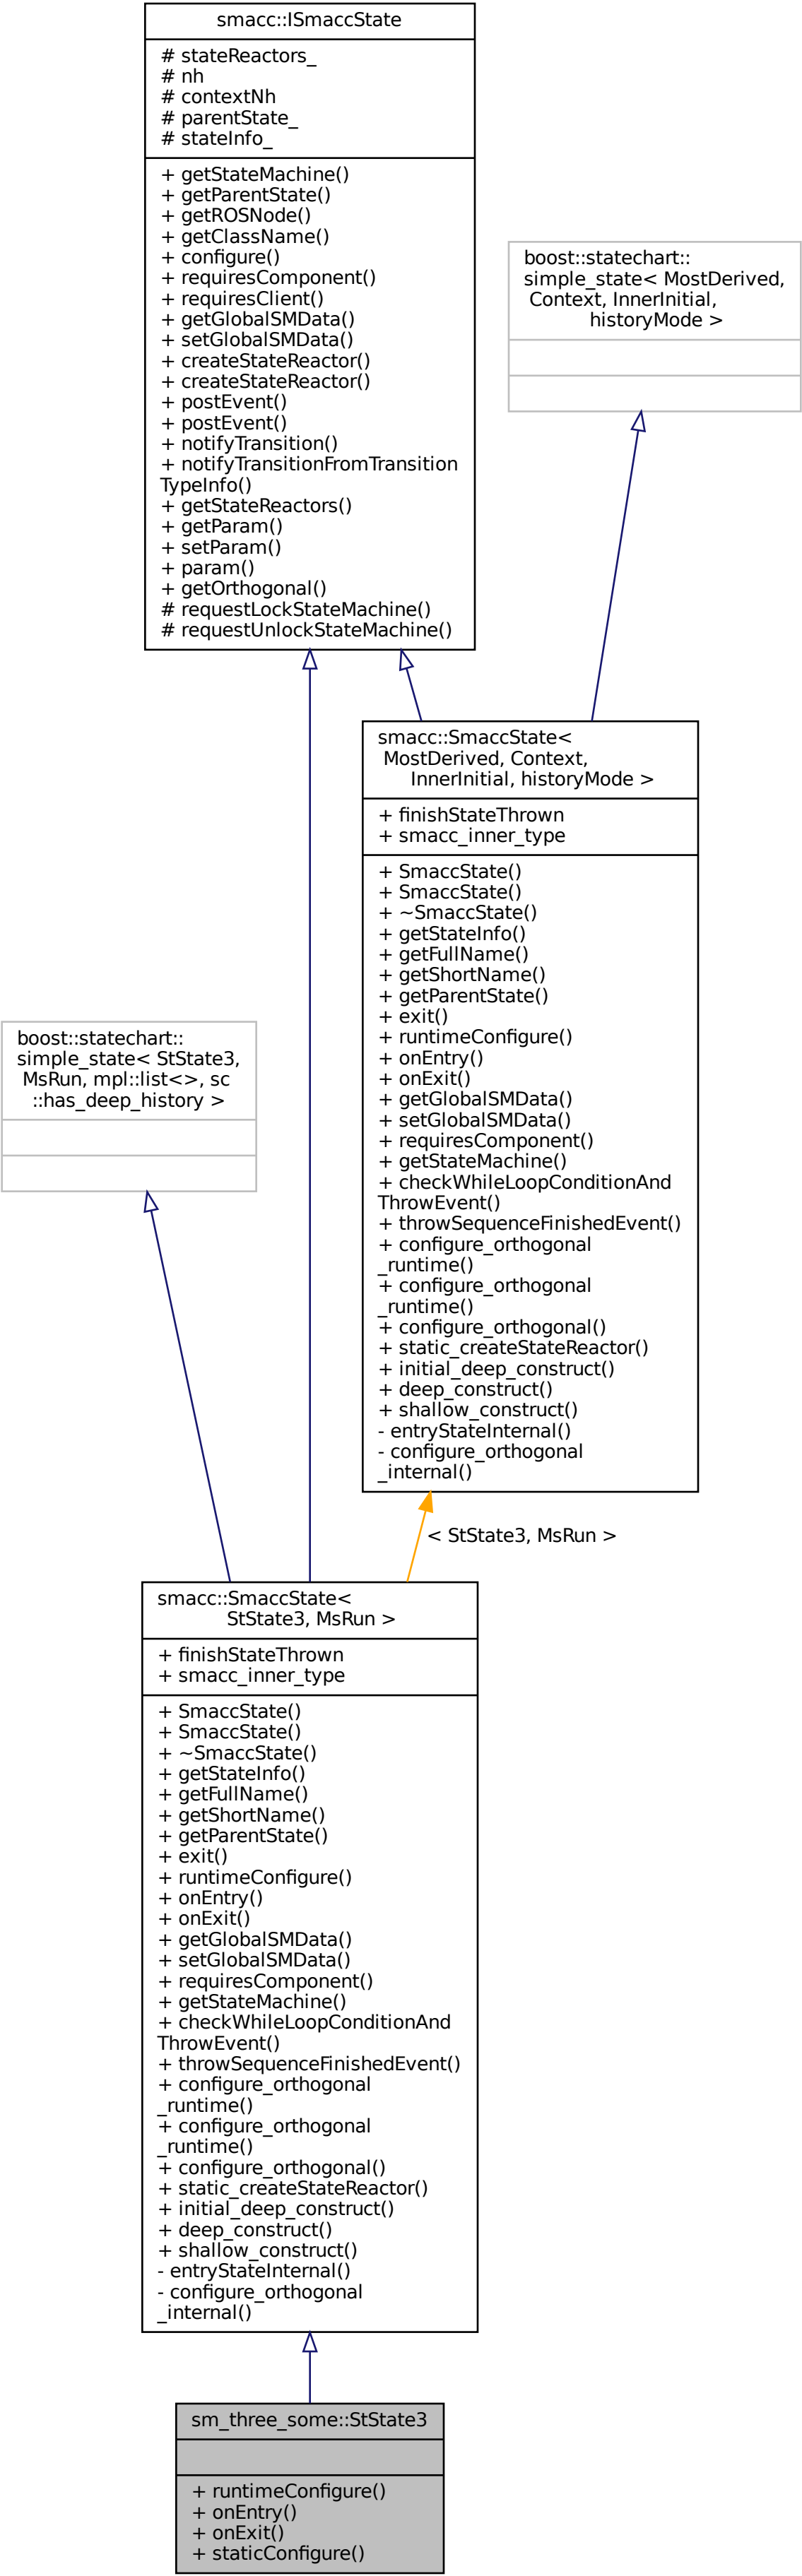 smacc::ISmaccState
# stateReactors_
# nh
# contextNh
# parentState_
# stateInfo_
+ getStateMachine()
+ getParentState()
+ getROSNode()
+ getClassName()
+ configure()
+ requiresComponent()
+ requiresClient()
+ getGlobalSMData()
+ setGlobalSMData()
+ createStateReactor()
+ createStateReactor()
+ postEvent()
+ postEvent()
+ notifyTransition()
+ notifyTransitionFromTransition
TypeInfo()
+ getStateReactors()
+ getParam()
+ setParam()
+ param()
+ getOrthogonal()
# requestLockStateMachine()
# requestUnlockStateMachine()
boost::statechart::
simple_state< MostDerived,
Context, InnerInitial,
historyMode >
smacc::SmaccState<
MostDerived, Context,
InnerInitial, historyMode >
+ finishStateThrown
+ smacc_inner_type
+ SmaccState()
+ SmaccState()
+ ~SmaccState()
+ getStateInfo()
+ getFullName()
+ getShortName()
+ getParentState()
+ exit()
+ runtimeConfigure()
+ onEntry()
+ onExit()
+ getGlobalSMData()
+ setGlobalSMData()
+ requiresComponent()
+ getStateMachine()
+ checkWhileLoopConditionAnd
ThrowEvent()
+ throwSequenceFinishedEvent()
+ configure_orthogonal
_runtime()
+ configure_orthogonal
_runtime()
+ configure_orthogonal()
+ static_createStateReactor()
+ initial_deep_construct()
+ deep_construct()
+ shallow_construct()
- entryStateInternal()
- configure_orthogonal
_internal()
boost::statechart::
simple_state< StState3,
MsRun, mpl::list<>, sc
::has_deep_history >
< StState3, MsRun >
smacc::SmaccState<
StState3, MsRun >
+ finishStateThrown
+ smacc_inner_type
+ SmaccState()
+ SmaccState()
+ ~SmaccState()
+ getStateInfo()
+ getFullName()
+ getShortName()
+ getParentState()
+ exit()
+ runtimeConfigure()
+ onEntry()
+ onExit()
+ getGlobalSMData()
+ setGlobalSMData()
+ requiresComponent()
+ getStateMachine()
+ checkWhileLoopConditionAnd
ThrowEvent()
+ throwSequenceFinishedEvent()
+ configure_orthogonal
_runtime()
+ configure_orthogonal
_runtime()
+ configure_orthogonal()
+ static_createStateReactor()
+ initial_deep_construct()
+ deep_construct()
+ shallow_construct()
- entryStateInternal()
- configure_orthogonal
_internal()
sm_three_some::StState3
+ runtimeConfigure()
+ onEntry()
+ onExit()
+ staticConfigure()